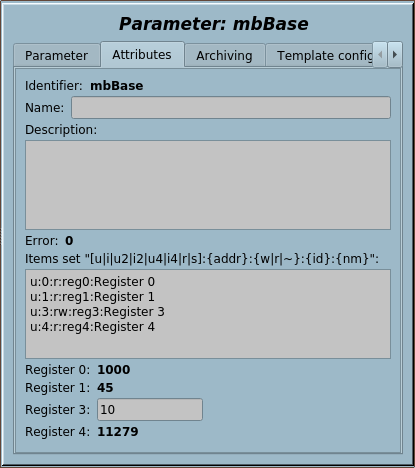 Parameter: mbBase
Parameter Attributes Archiving Template config
Identifier: mbBase
Name:
Description:
Error: 0
Items set "[u|i|u2|i2|u4|i4|r|s]:{addr}:{w|r|~}:{id}:{nm}":
u:0:r:reg0:Register 0
u:1:r:reg1:Register 1
u:3:rw:reg3:Register 3
u:4:r:reg4:Register 4
Register 0: 1000
Register 1: 45
Register 3: 10
Register 4: 11279